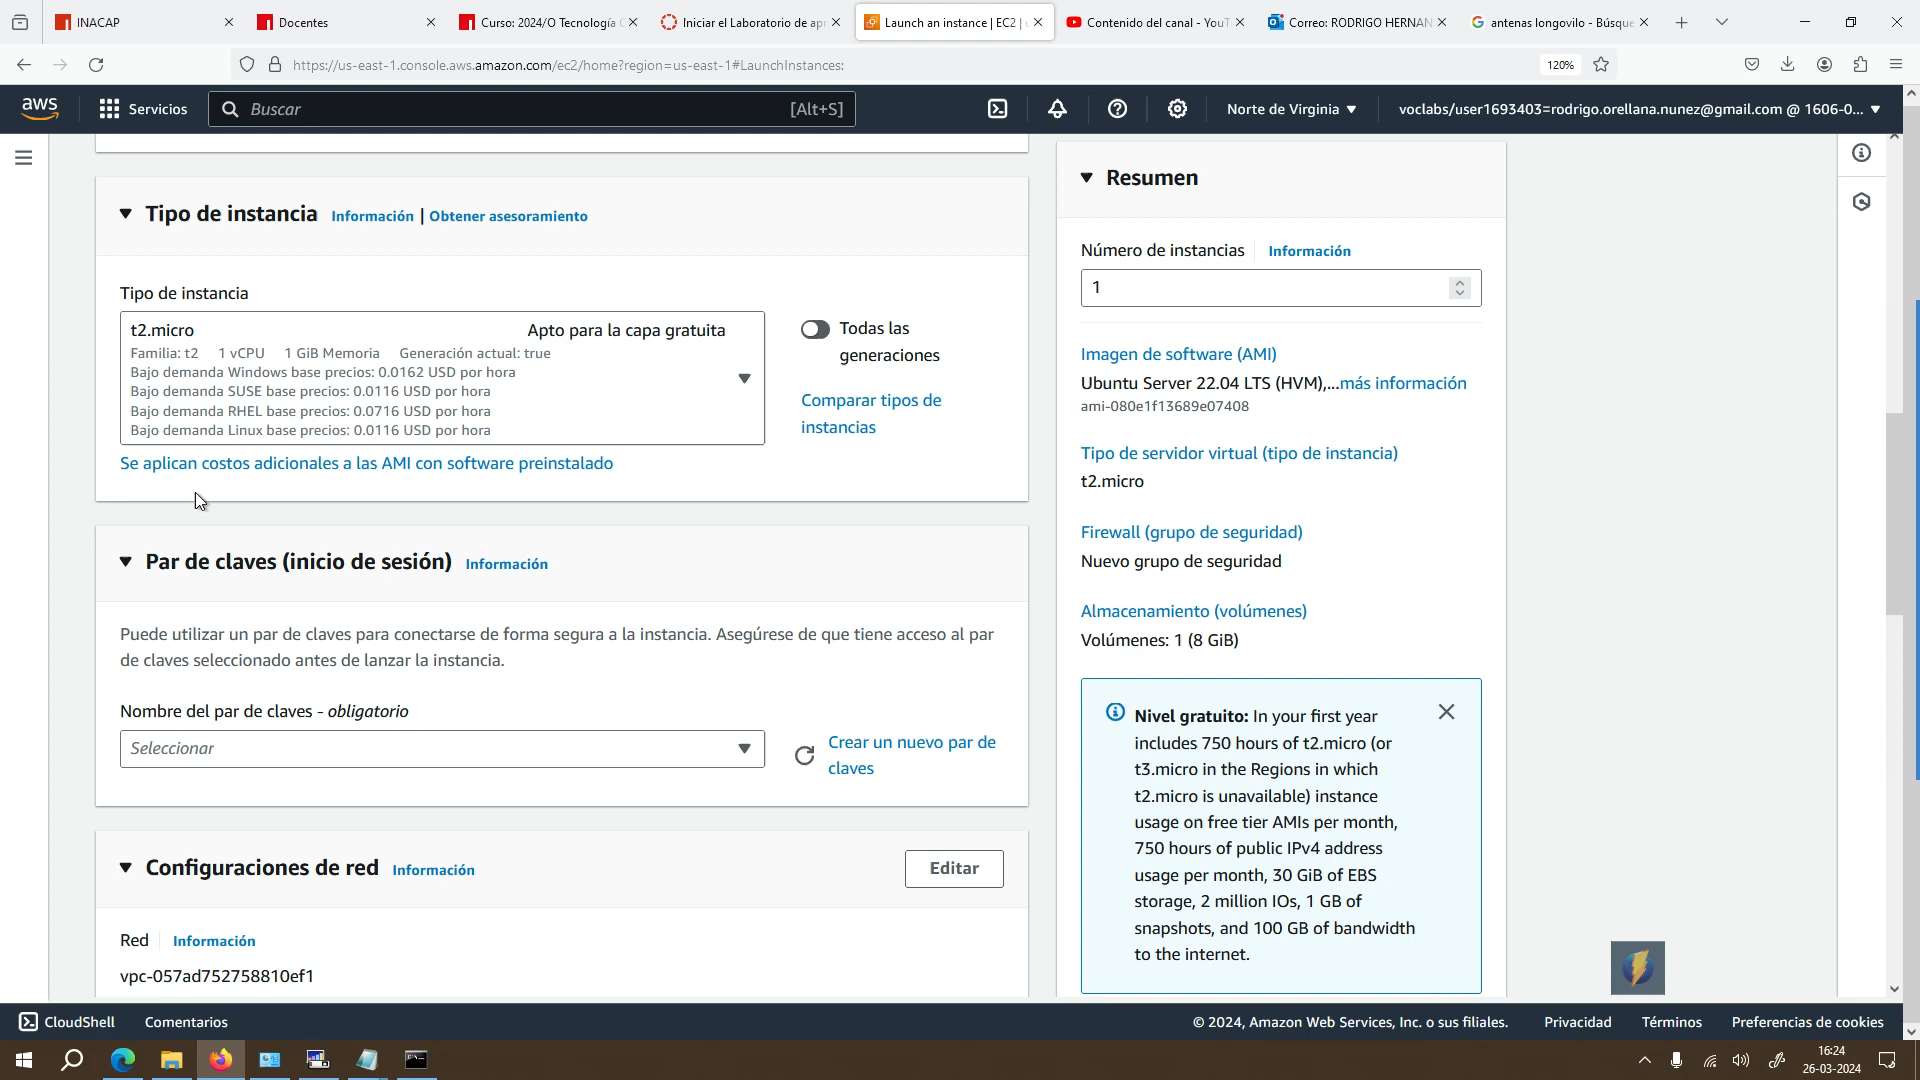 INACAP
Docentes
Curso: 2024/O Tecnología
Iniciar el Laboratorio de apr
Launch an instance | EC2 |
Contenido del canal - YouT
Correo: RODRIGO HERNAN
antenas longovilo - Búsque
https://us-east-1.console.aws.amazon.com/ec2/home?region=us-east-1#LaunchInstances:
120%
aws
Servicios
Buscar
[Alt+S]
Norte de Virginia
voclabs/user1693403=rodrigo.orellana.nunez@gmail.com @ 1606-0...
Tipo de instancia
Información | Obtener asesoramiento
Tipo de instancia
t2.micro
Apto para la capa gratuita
Familia: t2 1 vCPU 1 GiB Memoria Generación actual: true
Bajo demanda Windows base precios: 0.0162 USD por hora
Bajo demanda SUSE base precios: 0.0116 USD por hora
Bajo demanda RHEL base precios: 0.0716 USD por hora
Bajo demanda Linux base precios: 0.0116 USD por hora
Todas las
generaciones
Comparar tipos de
instancias
Se aplican costos adicionales a las AMI con software preinstalado
Par de claves (inicio de sesión)
Información
Puede utilizar un par de claves para conectarse de forma segura a la instancia. Asegúrese de que tiene acceso al par
de claves seleccionado antes de lanzar la instancia.
Nombre del par de claves - obligatorio
Seleccionar
Crear un nuevo par de
claves
Configuraciones de red
Información
Editar
Red
Información
vpc-057ad752758810ef1
Resumen
Número de instancias
Información
1
Imagen de software (AMI)
Ubuntu Server 22.04 LTS (HVM),...más información
ami-080e1f13689e07408
Tipo de servidor virtual (tipo de instancia)
t2.micro
Firewall (grupo de seguridad)
Nuevo grupo de seguridad
Almacenamiento (volúmenes)
Volúmenes: 1 (8 GiB)
Nivel gratuito: In your first year
includes 750 hours of t2.micro (or
t3.micro in the Regions in which
t2.micro is unavailable) instance
usage on free tier AMIs per month,
750 hours of public IPv4 address
usage per month, 30 GiB of EBS
storage, 2 million IOs, 1 GB of
snapshots, and 100 GB of bandwidth
to the internet.
CloudShell
Comentarios
© 2024, Amazon Web Services, Inc. o sus filiales.
Privacidad
Términos
Preferencias de cookies
16:24
26-03-2024